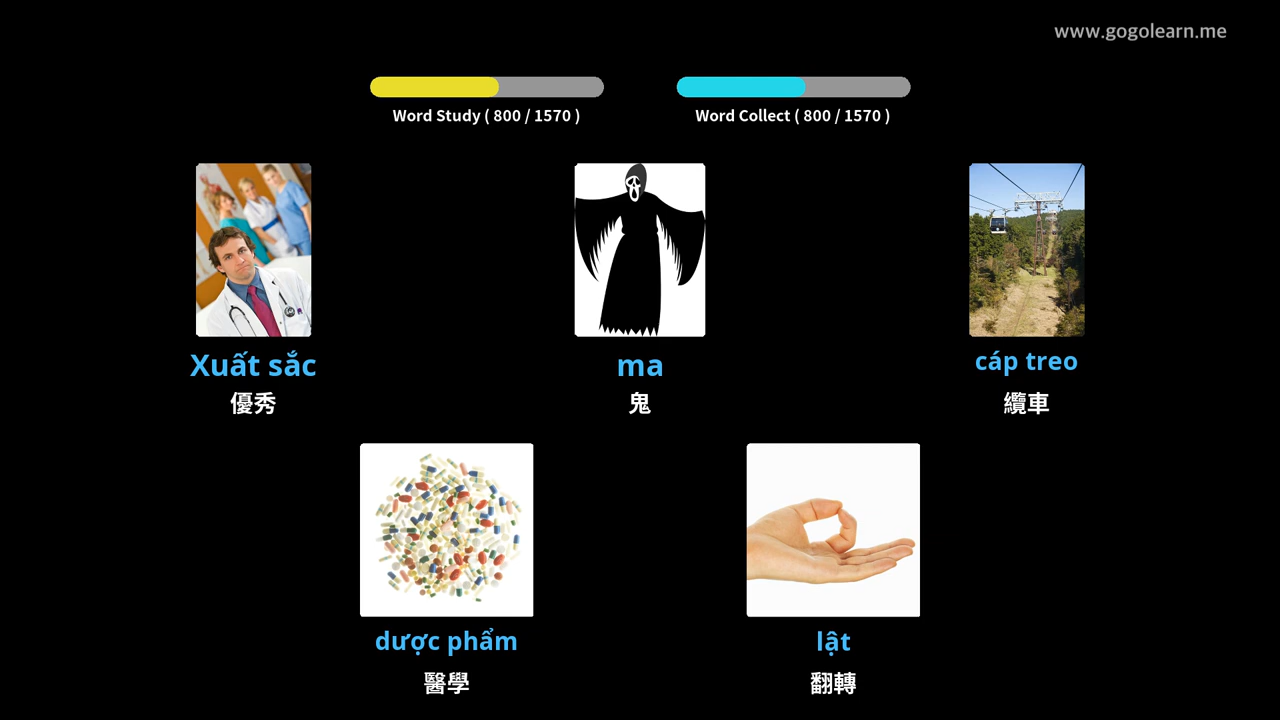 www.gogolearn.me
Word Study ( 800 / 1570 )
Word Collect ( 800 / 1570 )
Xuất sắc
優秀
ma
鬼
cáp treo
纜車
dược phẩm
醫學
lật
翻轉